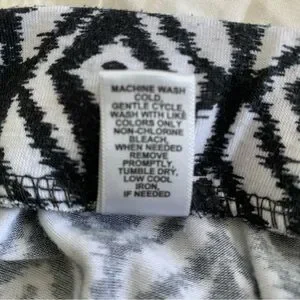 MACHINE WASH
COLD,
GENTLE CYCLE,
WASH WITH LIKE
COLORS ONLY
NON-CHLORINE
BLEACH,
WHEN NEEDED
REMOVE
PROMPTLY,
TUMBLE DRY,
LOW COOL
IRON,
IF NEEDED